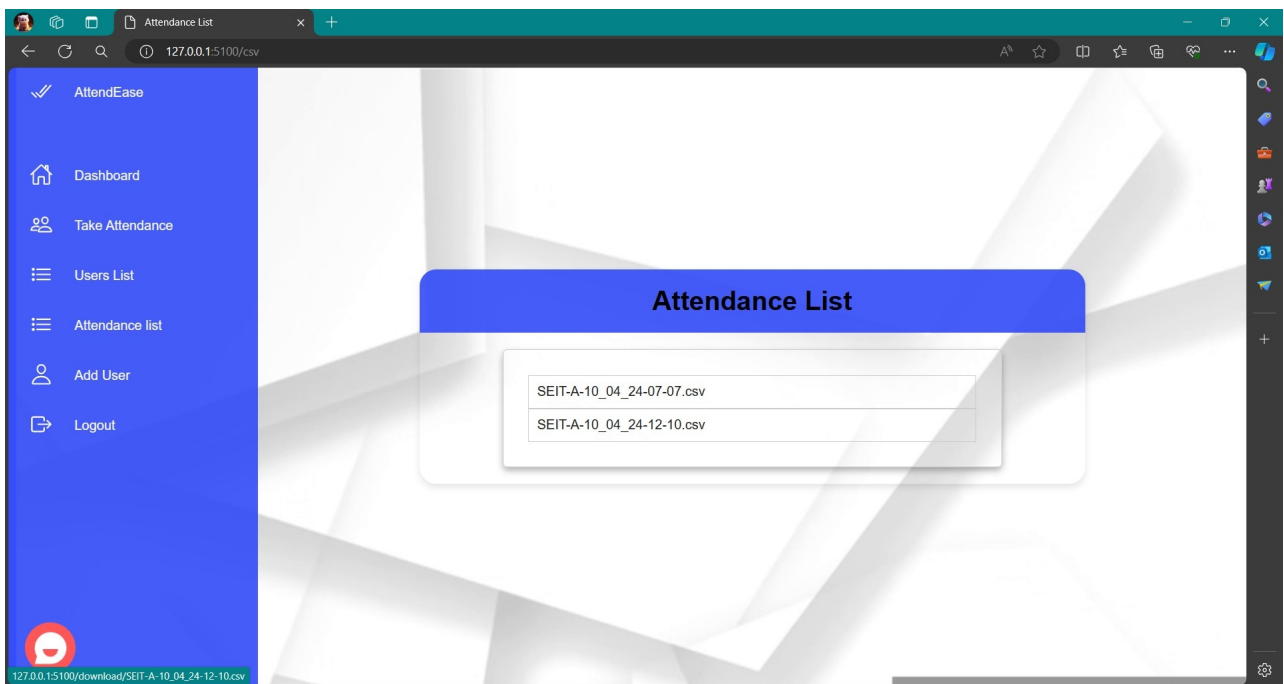 Attendance List
127.0.0.1:5100/csv
AttendEase
Dashboard
Take Attendance
Users List
Attendance list
Add User
Logout
Attendance List
SEIT-A-10_04_24-07-07.csv
SEIT-A-10_04_24-12-10.csv
127.0.0.1:5100/download/SEIT-A-10_04_24-12-10.csv